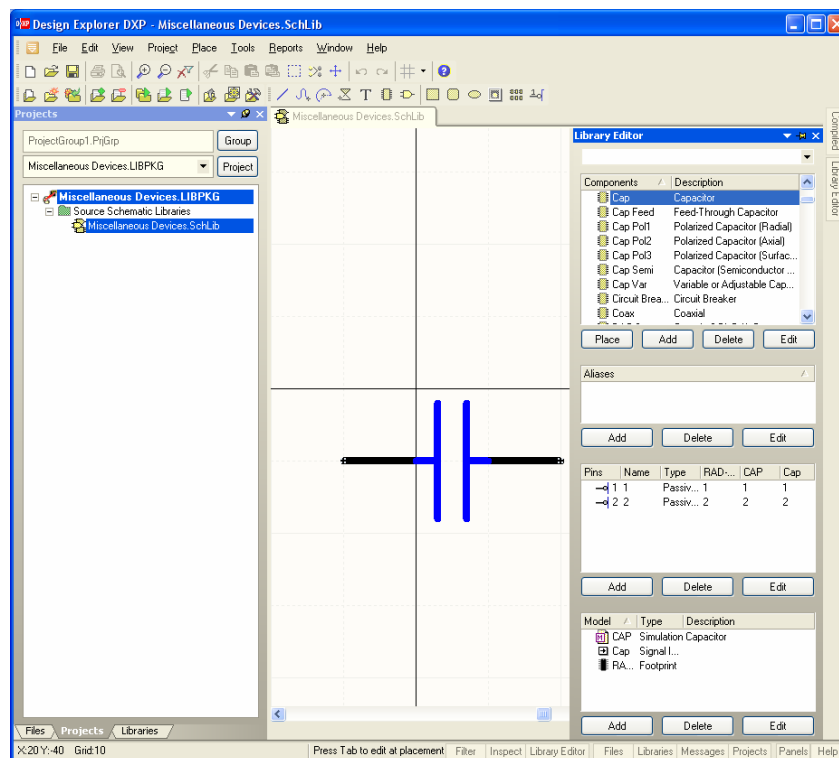 DXP Design Explorer DXP - Miscellaneous Devices.SchLib
File Edit View Project Place Tools Reports Window Help
Projects
Miscellaneous Devices.SchLib
ProjectGroup1.PrjGrp Group
Miscellaneous Devices.LIBPKG Project
Miscellaneous Devices.LIBPKG
Source Schematic Libraries
Miscellaneous Devices.SchLib
Library Editor
Components Description
Cap Capacitor
Cap Feed Feed-Through Capacitor
Cap Pol1 Polarized Capacitor (Radial)
Cap Pol2 Polarized Capacitor (Axial)
Cap Pol3 Polarized Capacitor (Surfac...
Cap Semi Capacitor (Semiconductor ...
Cap Var Variable or Adjustable Cap...
Circuit Brea... Circuit Breaker
Coax Coaxial
Place Add Delete Edit
Aliases
Add Delete Edit
Pins Name Type RAD-... CAP Cap
1 1 Passiv... 1 1 1
2 2 Passiv... 2 2 2
Add Delete Edit
Model Type Description
CAP Simulation Capacitor
Cap Signal I...
RA... Footprint
Add Delete Edit
Compiled
Library Editor
Files Projects Libraries
X:20 Y:-40 Grid:10 Press Tab to edit at placement Filter Inspect Library Editor Files Libraries Messages Projects Panels Help